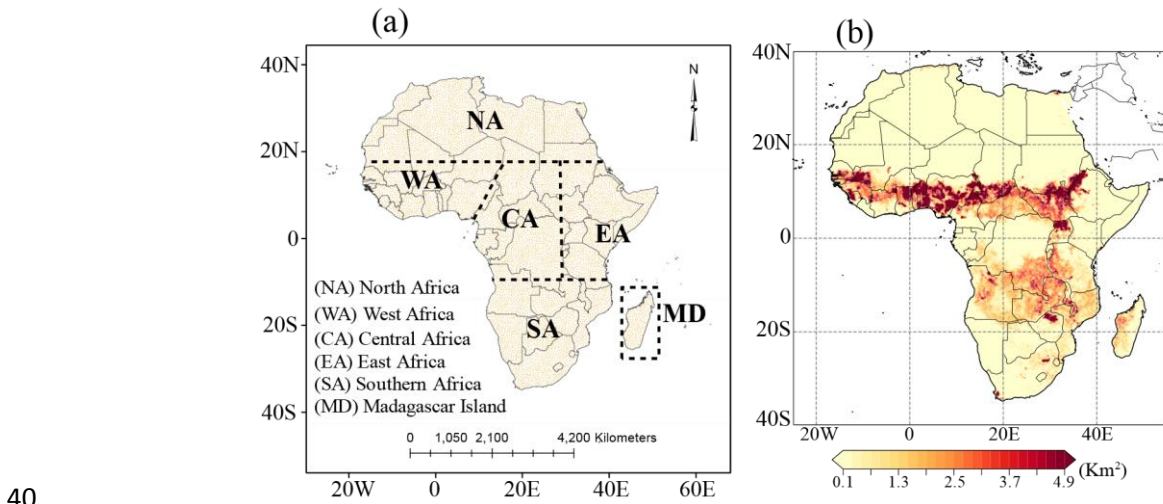 (a)
(b)
40N
20N
0
20S
40S
20W
0
20E
40E
60E
N
NA
WA
CA
EA
SA
MD
(NA) North Africa
(WA) West Africa
(CA) Central Africa
(EA) East Africa
(SA) Southern Africa
(MD) Madagascar Island
0 1,050 2,100 4,200 Kilometers
40N
20N
0
20S
40S
20W
0
20E
40E
0.1 1.3 2.5 3.7 4.9
(Km²)
40